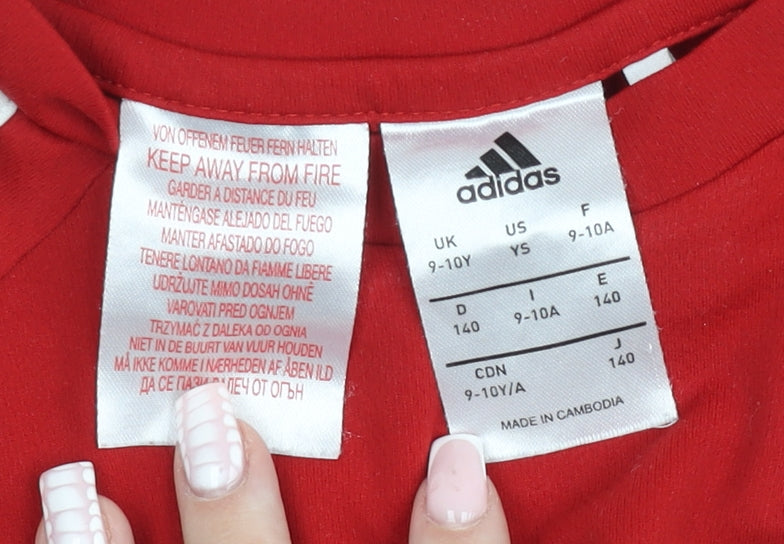 VON OFFENEM FEUER FERN HALTEN
KEEP AWAY FROM FIRE
GARDER A DISTANCE DU FEU
MANTÉNGASE ALEJADO DEL FUEGO
MANTER AFASTADO DO FOGO
TENERE LONTANO DA FIAMME LIBERE
UDRŽUJTE MIMO DOSAH OHNĚ
VAROVATI PRED OGNJEM
TRZYMAĆ Z DALEKA OD OGNIA
NIET IN DE BUURT VAN VUUR HOUDEN
MÅ IKKE KOMME I NÆRHEDEN AF ÅBEN ILD
ДА СЕ ПАЗИ ДАЛЕЧ ОТ ОГЪН
adidas
UK US F
9-10Y YS 9-10A
D I E
140 9-10A 140
CDN J
9-10Y/A 140
MADE IN CAMBODIA